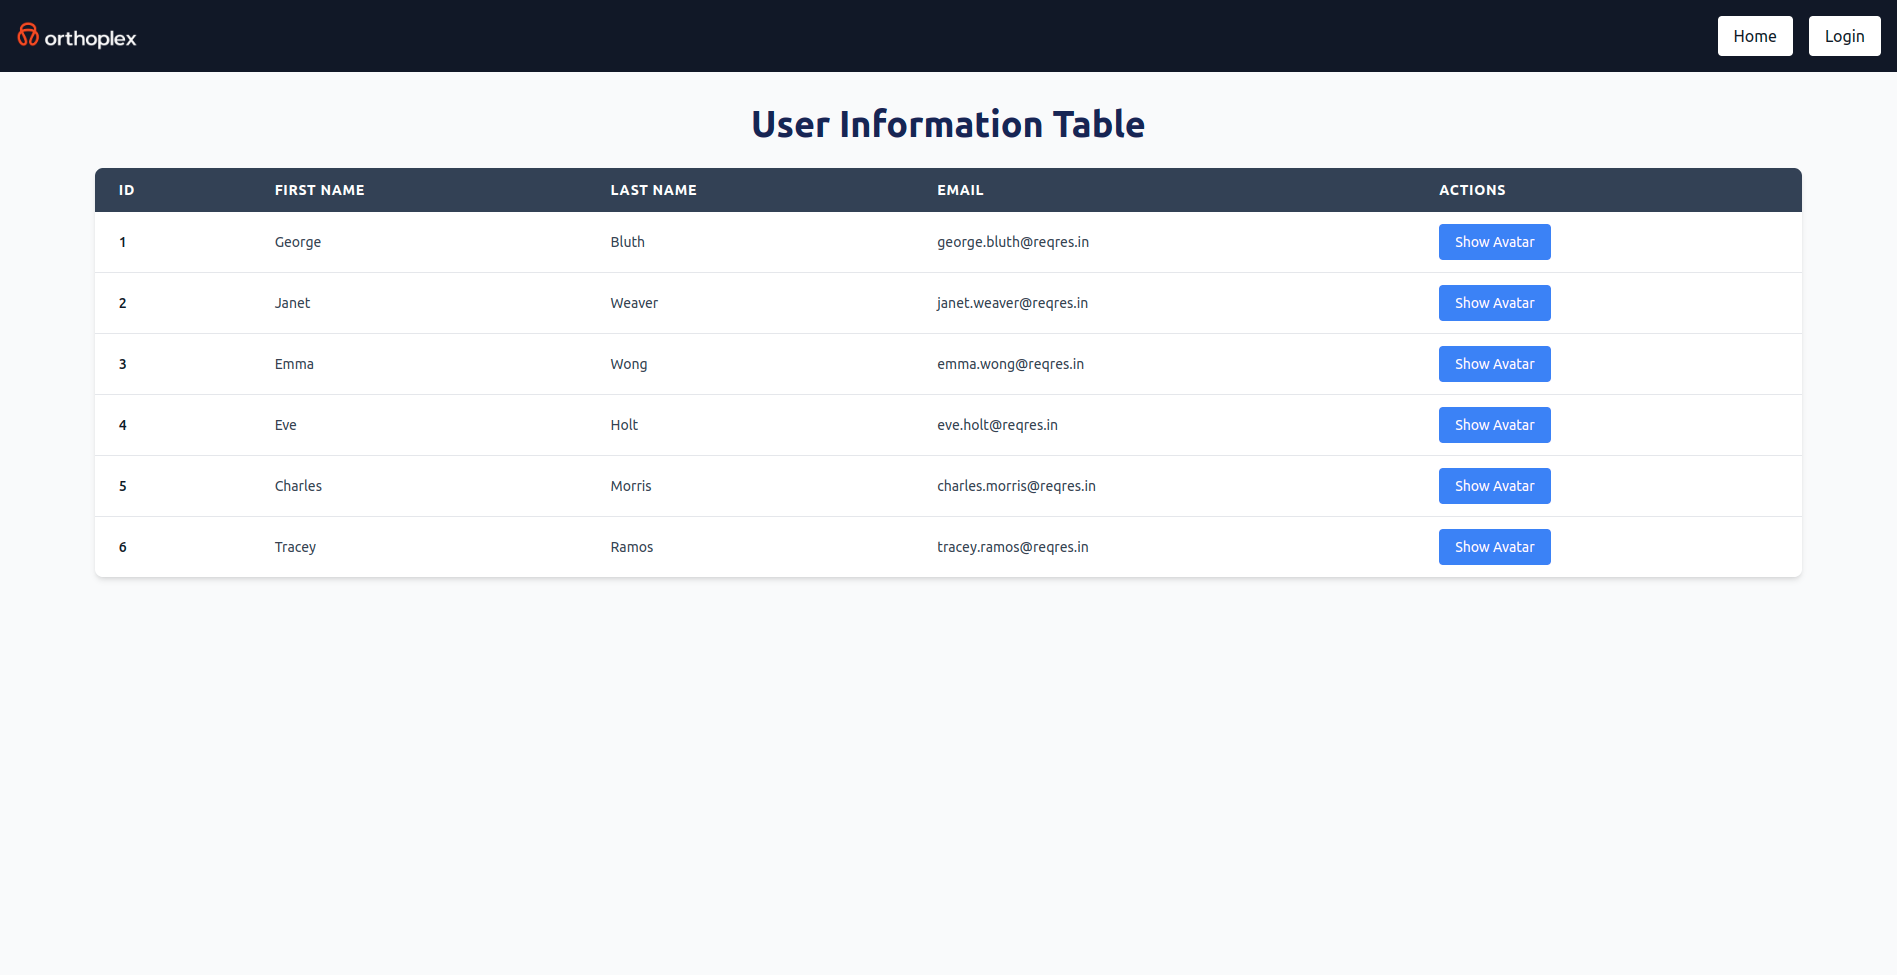 orthoplex Home Login
User Information Table
ID FIRST NAME LAST NAME EMAIL ACTIONS
1 George Bluth george.bluth@reqres.in Show Avatar
2 Janet Weaver janet.weaver@reqres.in Show Avatar
3 Emma Wong emma.wong@reqres.in Show Avatar
4 Eve Holt eve.holt@reqres.in Show Avatar
5 Charles Morris charles.morris@reqres.in Show Avatar
6 Tracey Ramos tracey.ramos@reqres.in Show Avatar